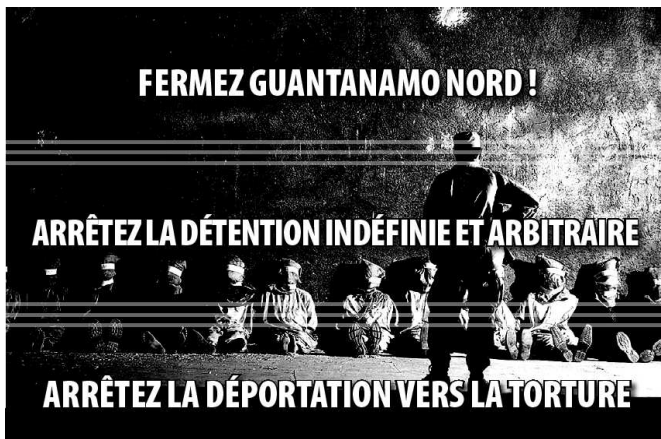 FERMEZ GUANTANAMO NORD !
ARRÊTEZ LA DÉTENTION INDÉFINIE ET ARBITRAIRE
ARRÊTEZ LA DÉPORTATION VERS LA TORTURE